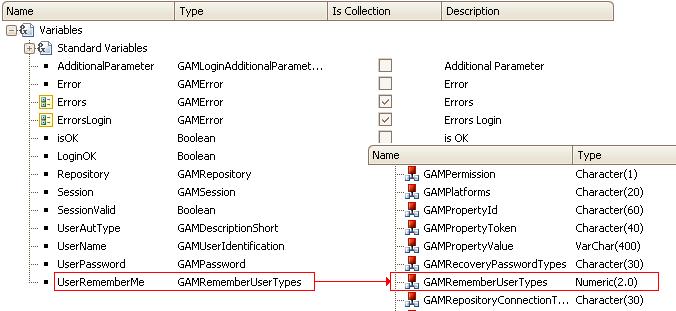 Name Type Is Collection Description
Variables
Standard Variables
AdditionalParameter GAMLoginAdditionalParamet... Additional Parameter
Error GAMError Error
Errors GAMError Errors
ErrorsLogin GAMError Errors Login
isOK Boolean is OK
LoginOK Boolean
Repository GAMRepository
Session GAMSession
SessionValid Boolean
UserAutType GAMDescriptionShort
UserName GAMUserIdentification
UserPassword GAMPassword
UserRememberMe GAMRememberUserTypes
Name Type
GAMPermission Character(1)
GAMPlatforms Character(20)
GAMPropertyId Character(60)
GAMPropertyToken Character(40)
GAMPropertyValue VarChar(400)
GAMRecoveryPasswordTypes Character(30)
GAMRememberUserTypes Numeric(2.0)
GAMRepositoryConnectionT... Character(30)